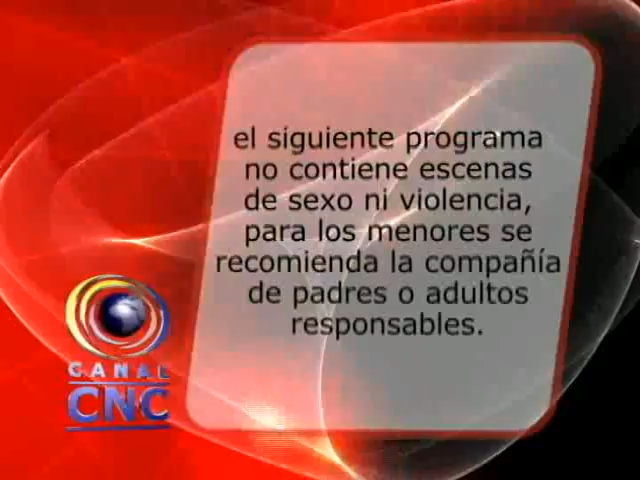 el siguiente programa
no contiene escenas
de sexo ni violencia,
para los menores se
recomienda la compañía
de padres o adultos
responsables.
CANAL
CNC